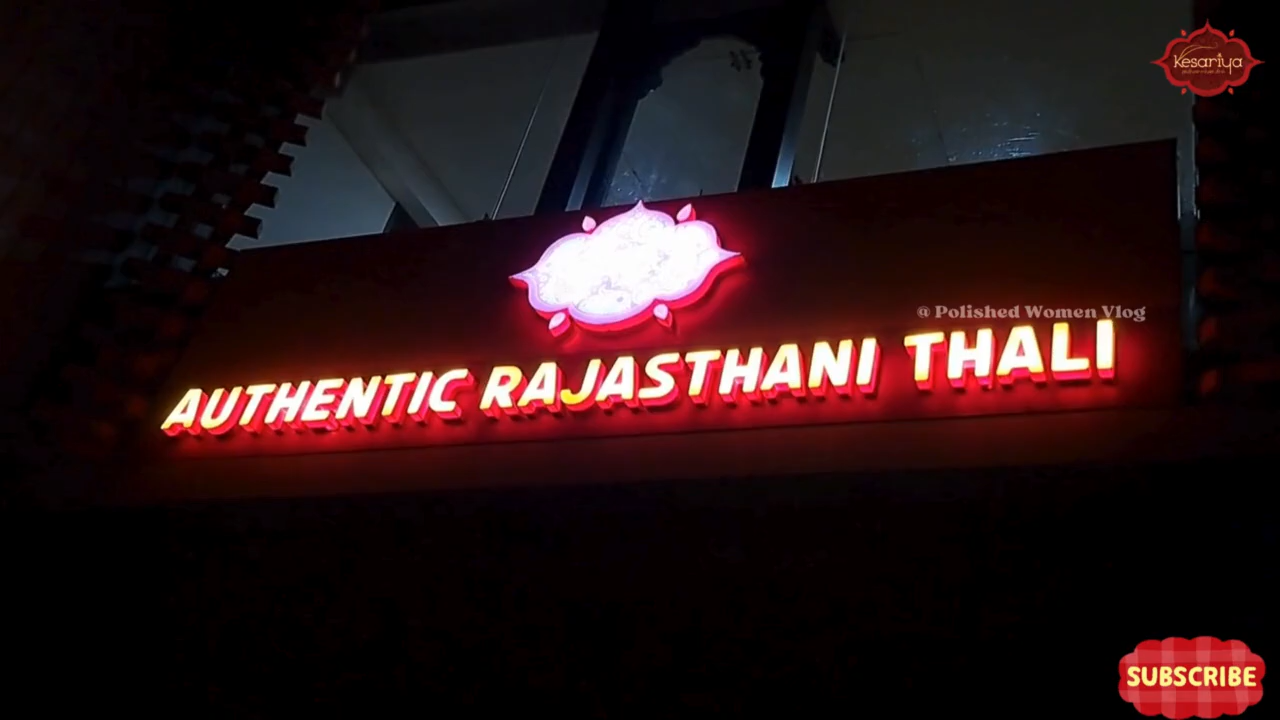 Kesariya
@ Polished Women Vlog
AUTHENTIC RAJASTHANI THALI
SUBSCRIBE